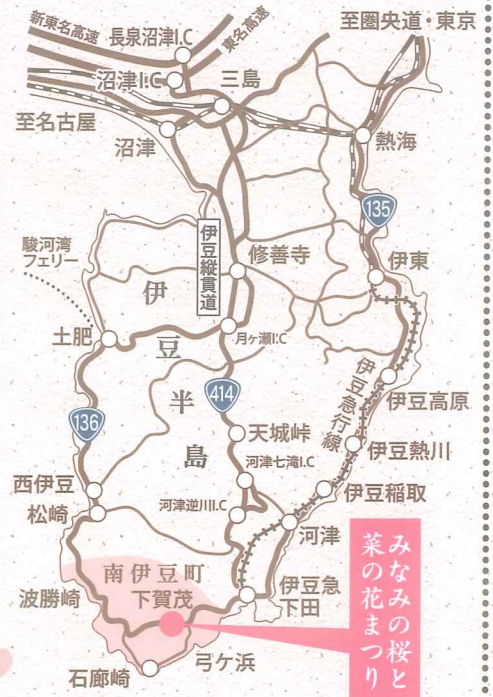 新東名高速
長泉沼津I.C
東名高速
至圏央道・東京
沼津I.C
三島
至名古屋
沼津
熱海
135
駿河湾
フェリー
伊豆縦貫道
修善寺
伊東
伊豆半島
土肥
月ヶ瀬I.C
伊豆急行線
伊豆高原
414
136
天城峠
河津七滝I.C
伊豆熱川
西伊豆
松崎
河津逆川I.C
伊豆稲取
河津
南伊豆町
下賀茂
波勝崎
伊豆急
下田
弓ヶ浜
石廊崎
みなみの桜と
菜の花まつり